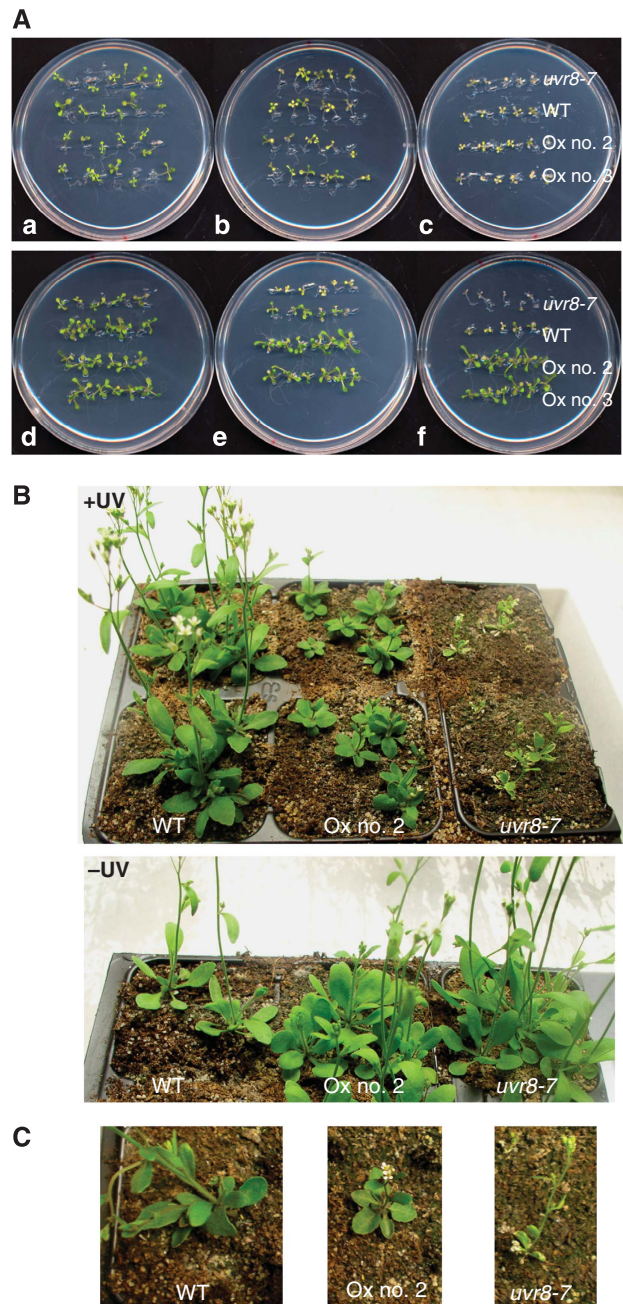 A
uvr8-7
WT
Ox no. 2
Ox no. 3
a
b
c
uvr8-7
WT
Ox no. 2
Ox no. 3
d
e
f
B
+UV
WT
Ox no. 2
uvr8-7
–UV
WT
Ox no. 2
uvr8-7
C
WT
Ox no. 2
uvr8-7